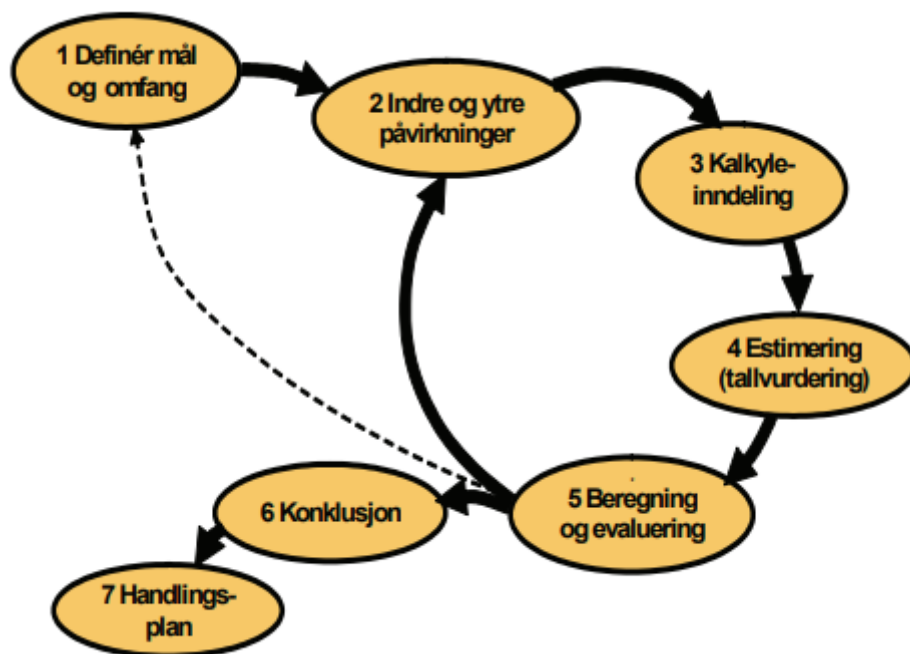 1 Definér mål
og omfang
2 Indre og ytre
påvirkninger
3 Kalkyle-
inndeling
4 Estimering
(tallvurdering)
5 Beregning
og evaluering
6 Konklusjon
7 Handlings-
plan